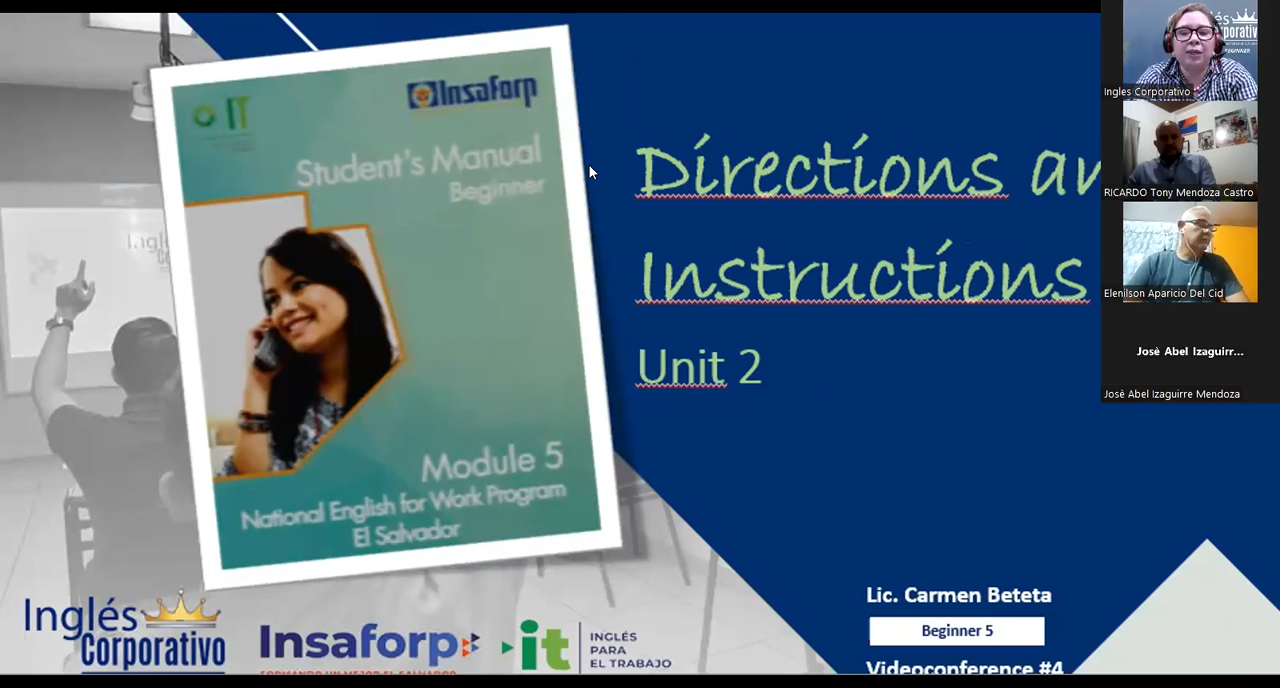 Insaforp
IT
Student's Manual
Beginner
Module 5
National English for Work Program
El Salvador
Directions
Instructions
Unit 2
Inglés
Corporativo
Insaforp
it
INGLÉS
PARA
EL TRABAJO
Lic. Carmen Beteta
Beginner 5
Videoconference #4
Ingles Corporativo
RICARDO Tony Mendoza Castro
Elenilson Aparicio Del Cid
Josè Abel Izaguirr...
Josè Abel Izaguirre Mendoza